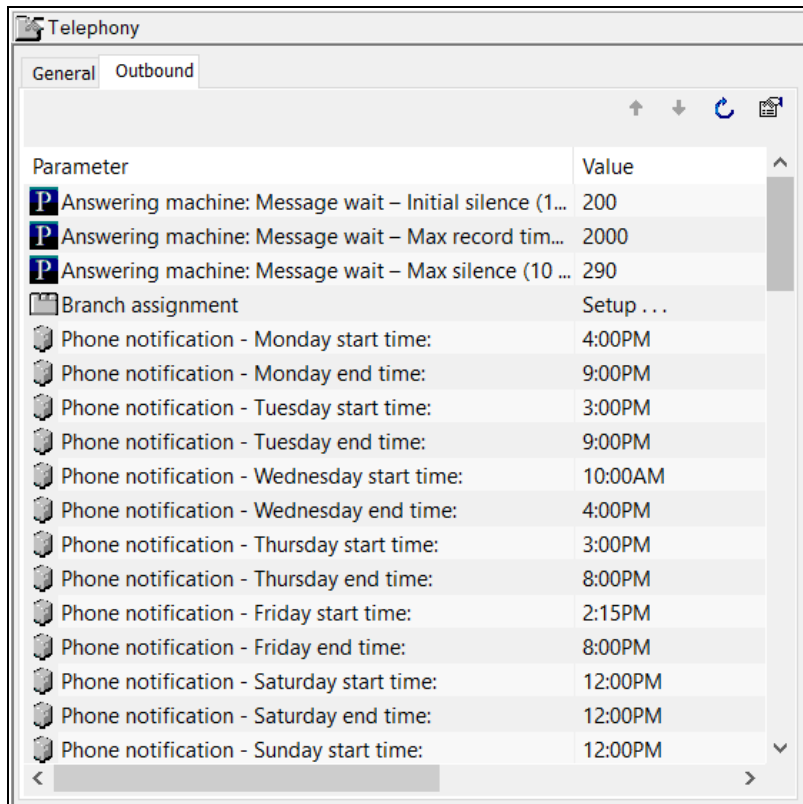 Telephony
General Outbound
Parameter Value
P Answering machine: Message wait – Initial silence (1... 200
P Answering machine: Message wait – Max record tim... 2000
P Answering machine: Message wait – Max silence (10 ... 290
Branch assignment Setup . . .
Phone notification - Monday start time: 4:00PM
Phone notification - Monday end time: 9:00PM
Phone notification - Tuesday start time: 3:00PM
Phone notification - Tuesday end time: 9:00PM
Phone notification - Wednesday start time: 10:00AM
Phone notification - Wednesday end time: 4:00PM
Phone notification - Thursday start time: 3:00PM
Phone notification - Thursday end time: 8:00PM
Phone notification - Friday start time: 2:15PM
Phone notification - Friday end time: 8:00PM
Phone notification - Saturday start time: 12:00PM
Phone notification - Saturday end time: 12:00PM
Phone notification - Sunday start time: 12:00PM